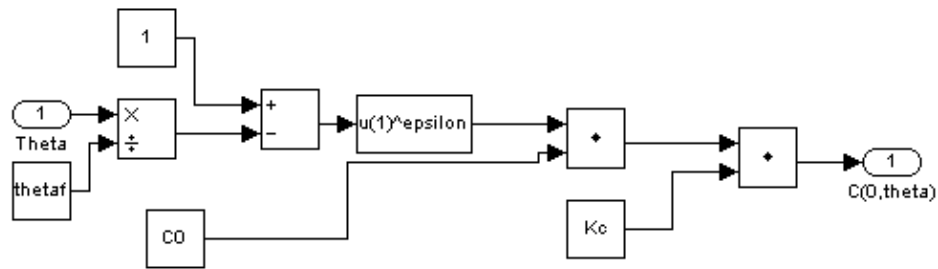 1
1
Theta
×
÷
thetaf
+
−
u(1)^epsilon
C0
Kc
1
C(0,theta)